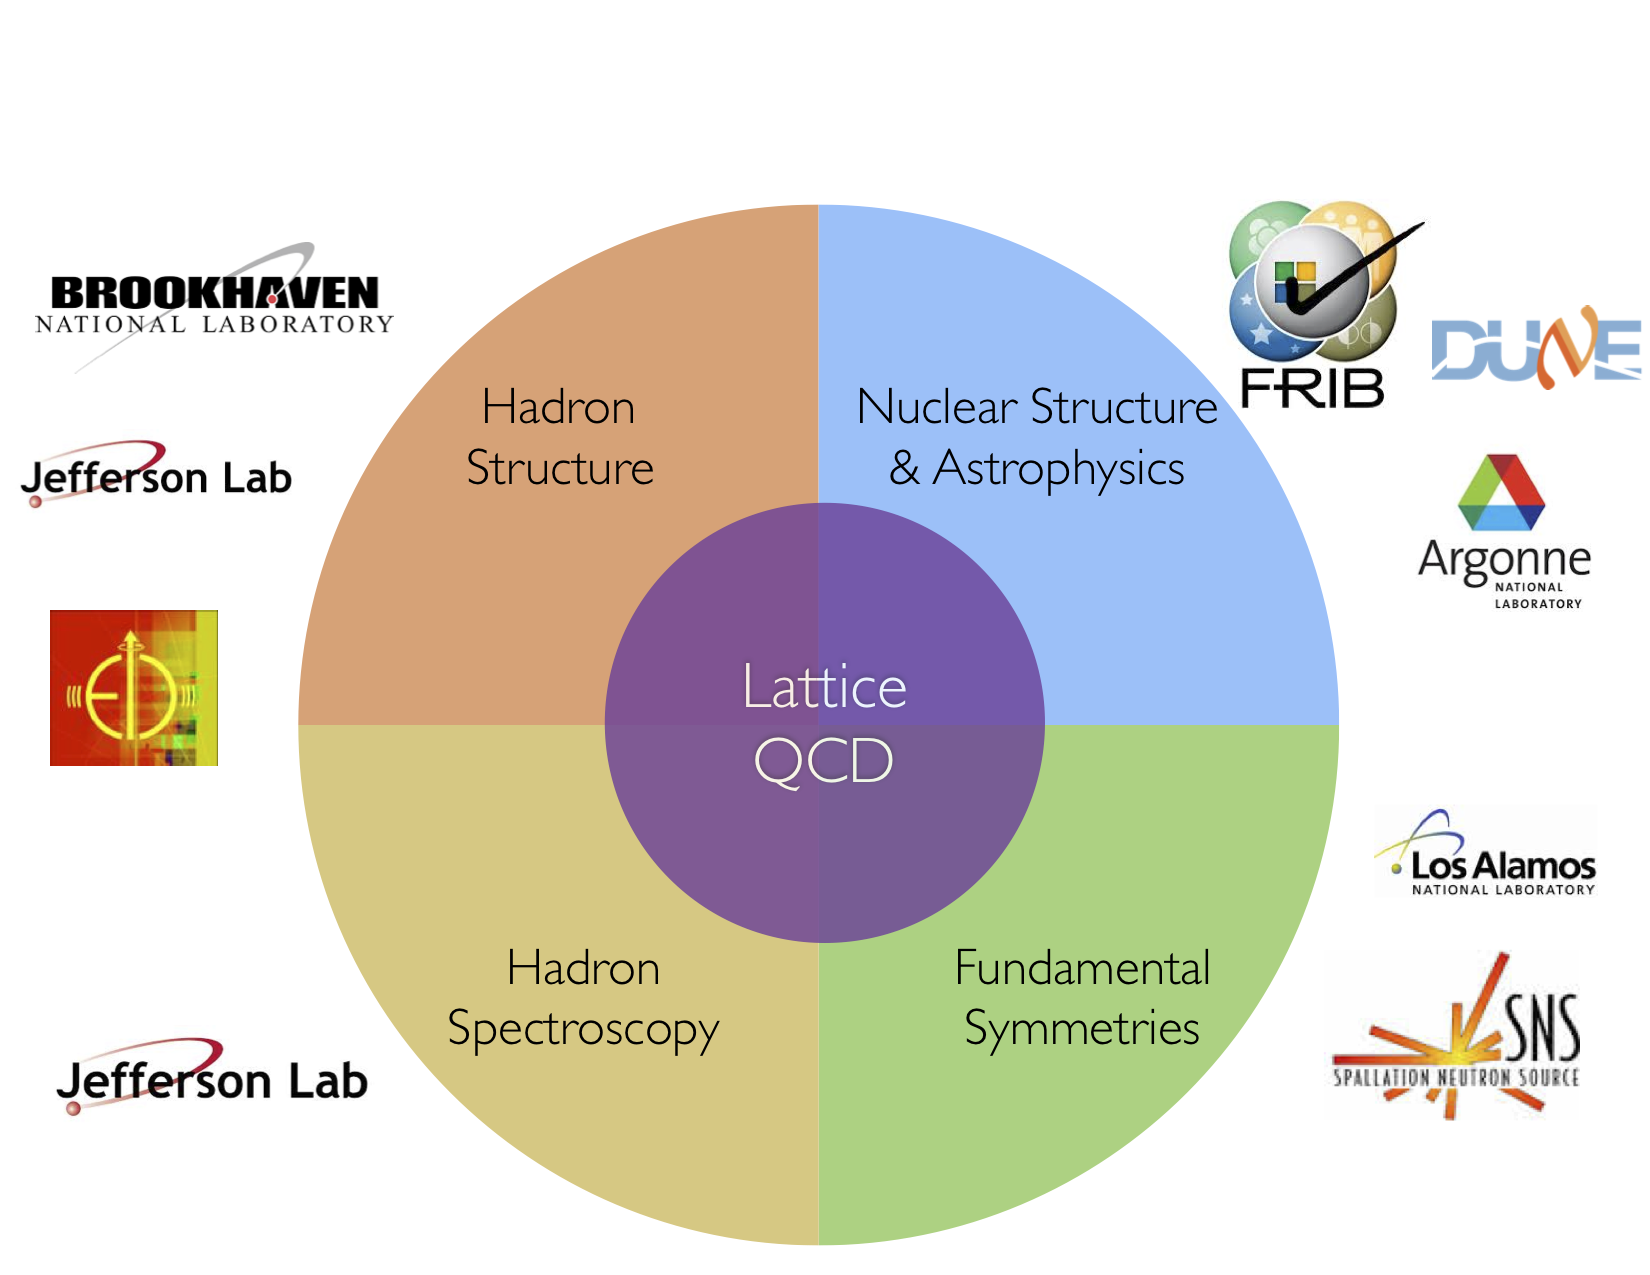 BROOKHAVEN
NATIONAL LABORATORY
Jefferson Lab
Hadron
Structure
Nuclear Structure
& Astrophysics
FRIB
DUNE
Argonne
NATIONAL
LABORATORY
Lattice
QCD
Los Alamos
NATIONAL LABORATORY
Hadron
Spectroscopy
Fundamental
Symmetries
Jefferson Lab
SNS
SPALLATION NEUTRON SOURCE